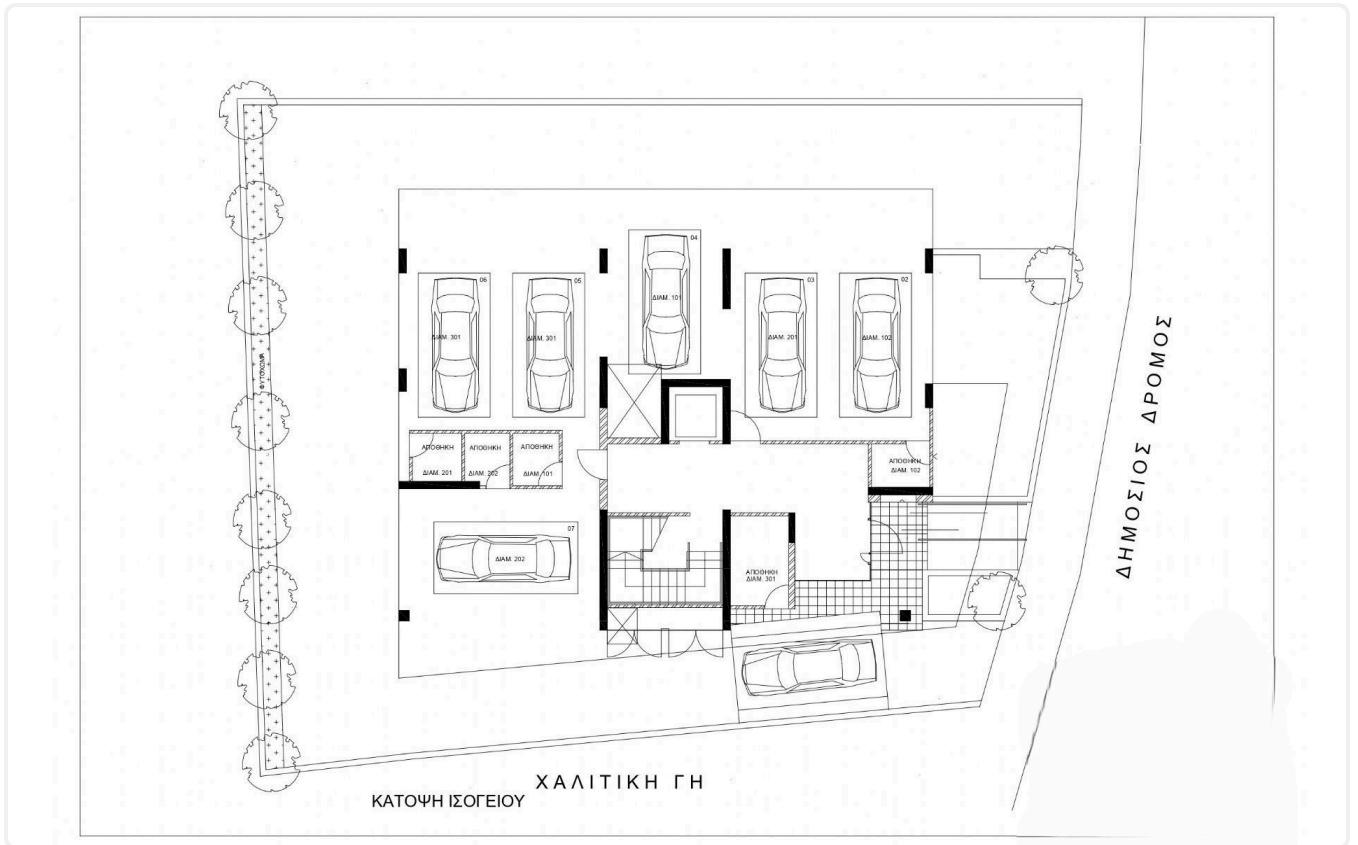 04
ΔΙΑΜ. 101
06
ΔΙΑΜ. 301
05
ΔΙΑΜ. 301
03
ΔΙΑΜ. 201
02
ΔΙΑΜ. 102
ΦΥΤΟΧΩΜΑ
ΑΠΟΘΗΚΗ
ΔΙΑΜ. 201
ΑΠΟΘΗΚΗ
ΔΙΑΜ. 202
ΑΠΟΘΗΚΗ
ΔΙΑΜ. 101
ΑΠΟΘΗΚΗ
ΔΙΑΜ. 102
07
ΔΙΑΜ. 202
ΑΠΟΘΗΚΗ
ΔΙΑΜ. 301
ΔΗΜΟΣΙΟΣ ΔΡΟΜΟΣ
ΧΑΛΙΤΙΚΗ ΓΗ
ΚΑΤΟΨΗ ΙΣΟΓΕΙΟΥ